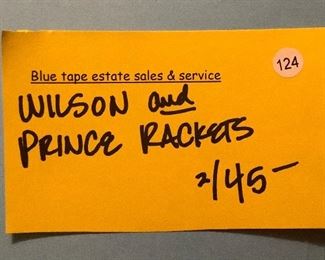 124
Blue tape estate sales & service
WILSON and
PRINCE RACKETS
2/45-